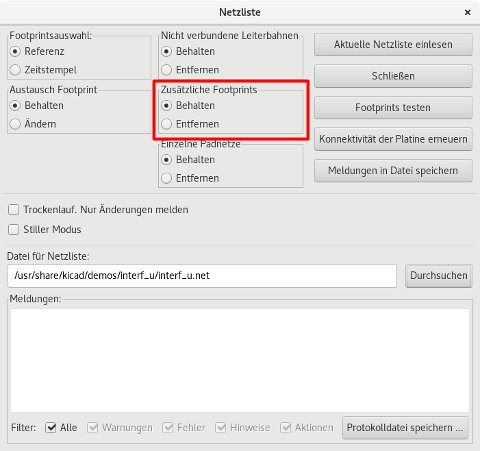 Netzliste
Footprintsauswahl:
Referenz
Zeitstempel
Nicht verbundene Leiterbahnen
Behalten
Entfernen
Aktuelle Netzliste einlesen
Schließen
Austausch Footprint
Behalten
Ändern
Zusätzliche Footprints
Behalten
Entfernen
Footprints testen
Konnektivität der Platine erneuern
Einzelne Padnetze
Behalten
Entfernen
Meldungen in Datei speichern
Trockenlauf. Nur Änderungen melden
Stiller Modus
Datei für Netzliste:
/usr/share/kicad/demos/interf_u/interf_u.net
Durchsuchen
Meldungen:
Filter: Alle Warnungen Fehler Hinweise Aktionen Protokolldatei speichern ...